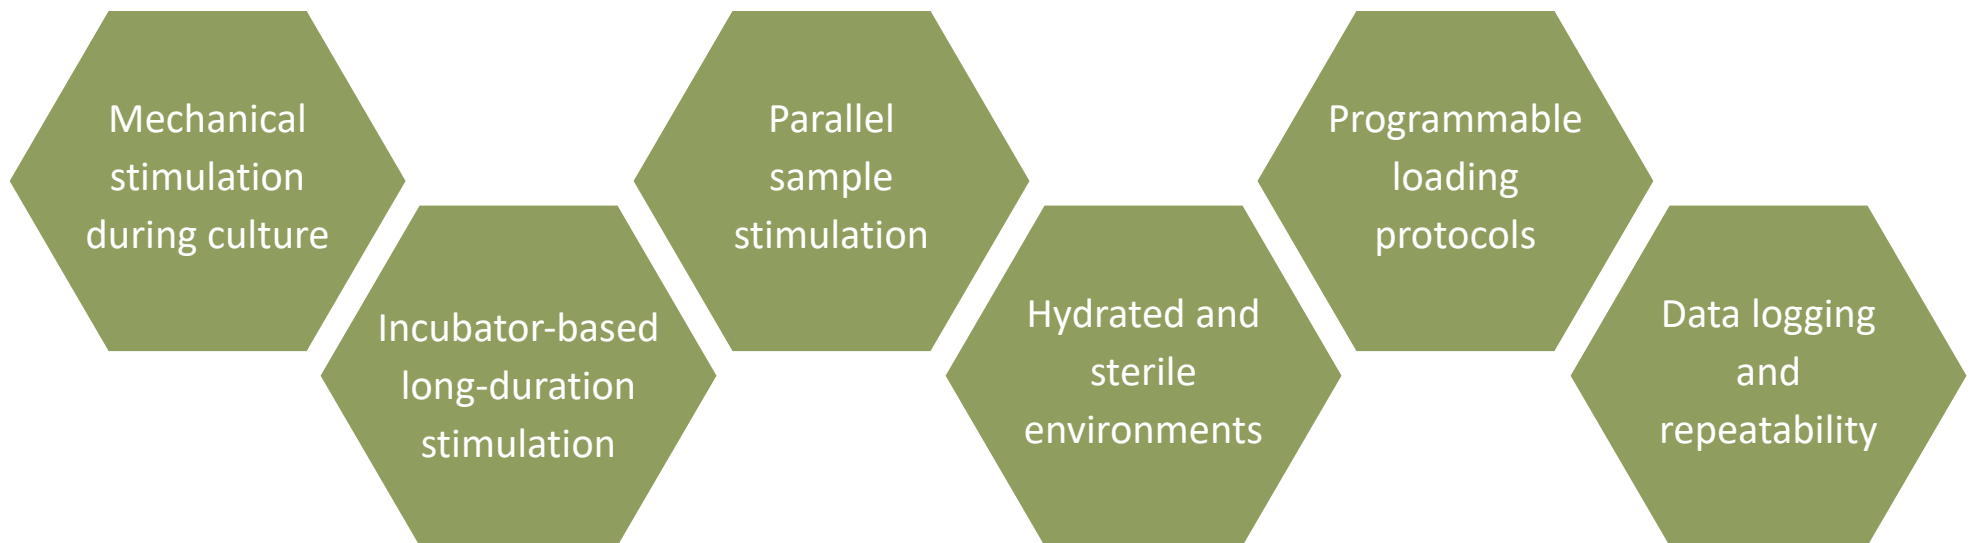 Mechanical
stimulation
during culture
Incubator-based
long-duration
stimulation
Parallel
sample
stimulation
Hydrated and
sterile
environments
Programmable
loading
protocols
Data logging
and
repeatability